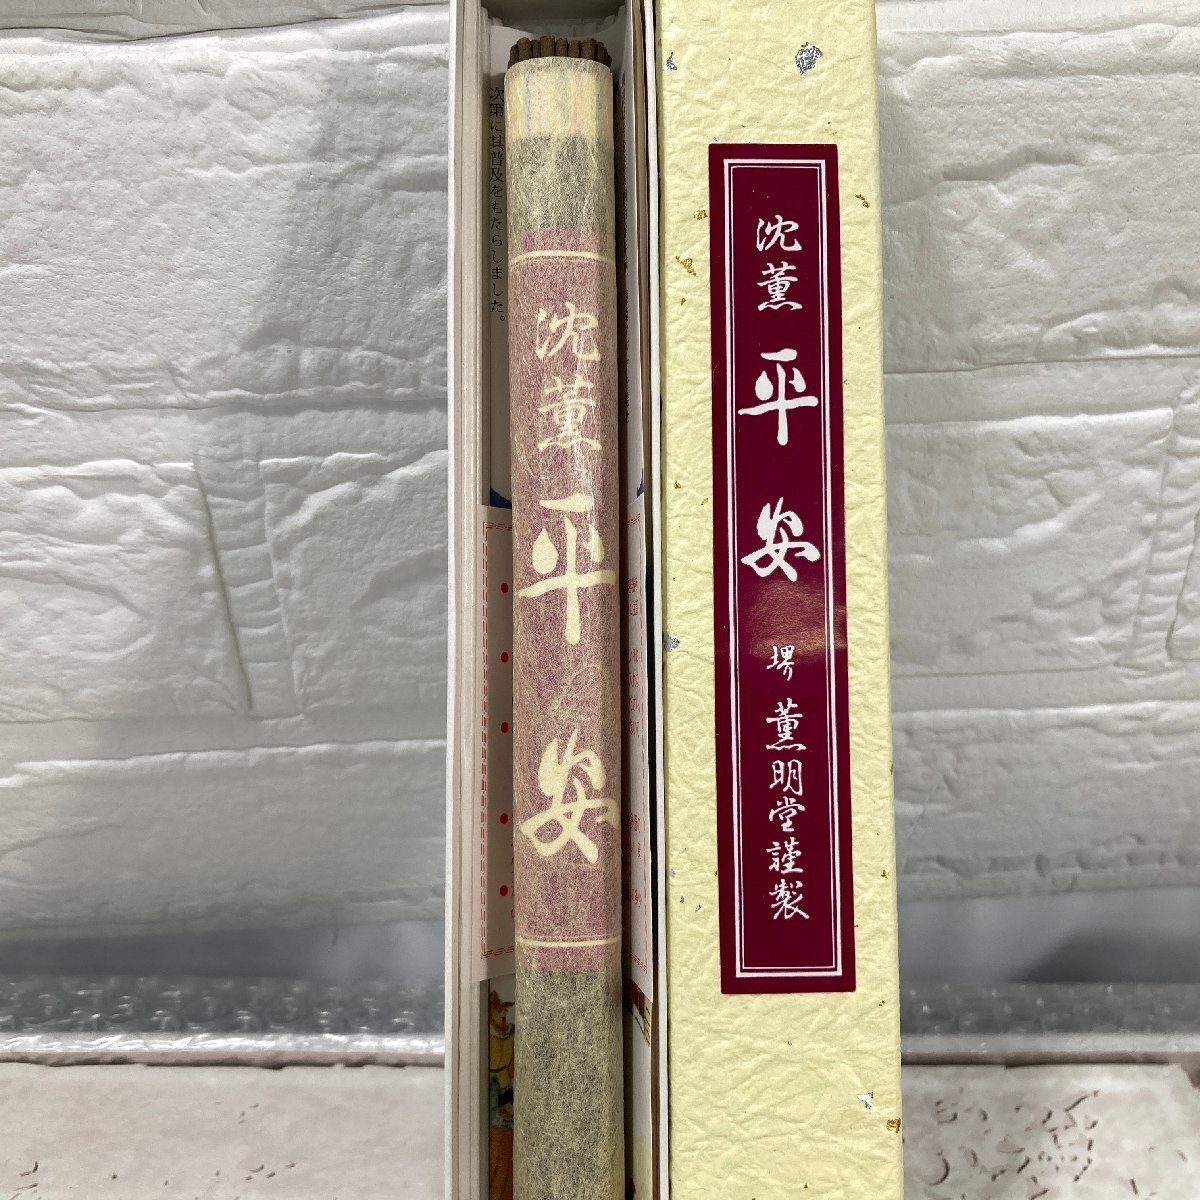 沈薫
平安
堺 薫明堂謹製
沈薫
平安
次第に其普及をもたらしました。